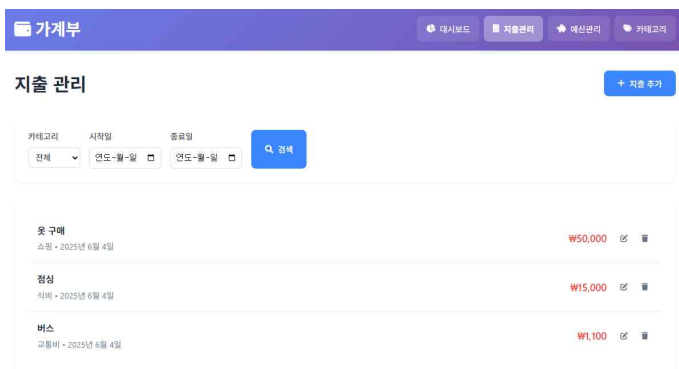 가계부
대시보드 지출관리 예산관리 카테고리
지출 관리
+ 지출 추가
카테고리 시작일 종료일
전체 연도-월-일 연도-월-일 검색
옷 구매
쇼핑 • 2025년 6월 4일
₩50,000
점심
식비 • 2025년 6월 4일
₩15,000
버스
교통비 • 2025년 6월 4일
₩1,100